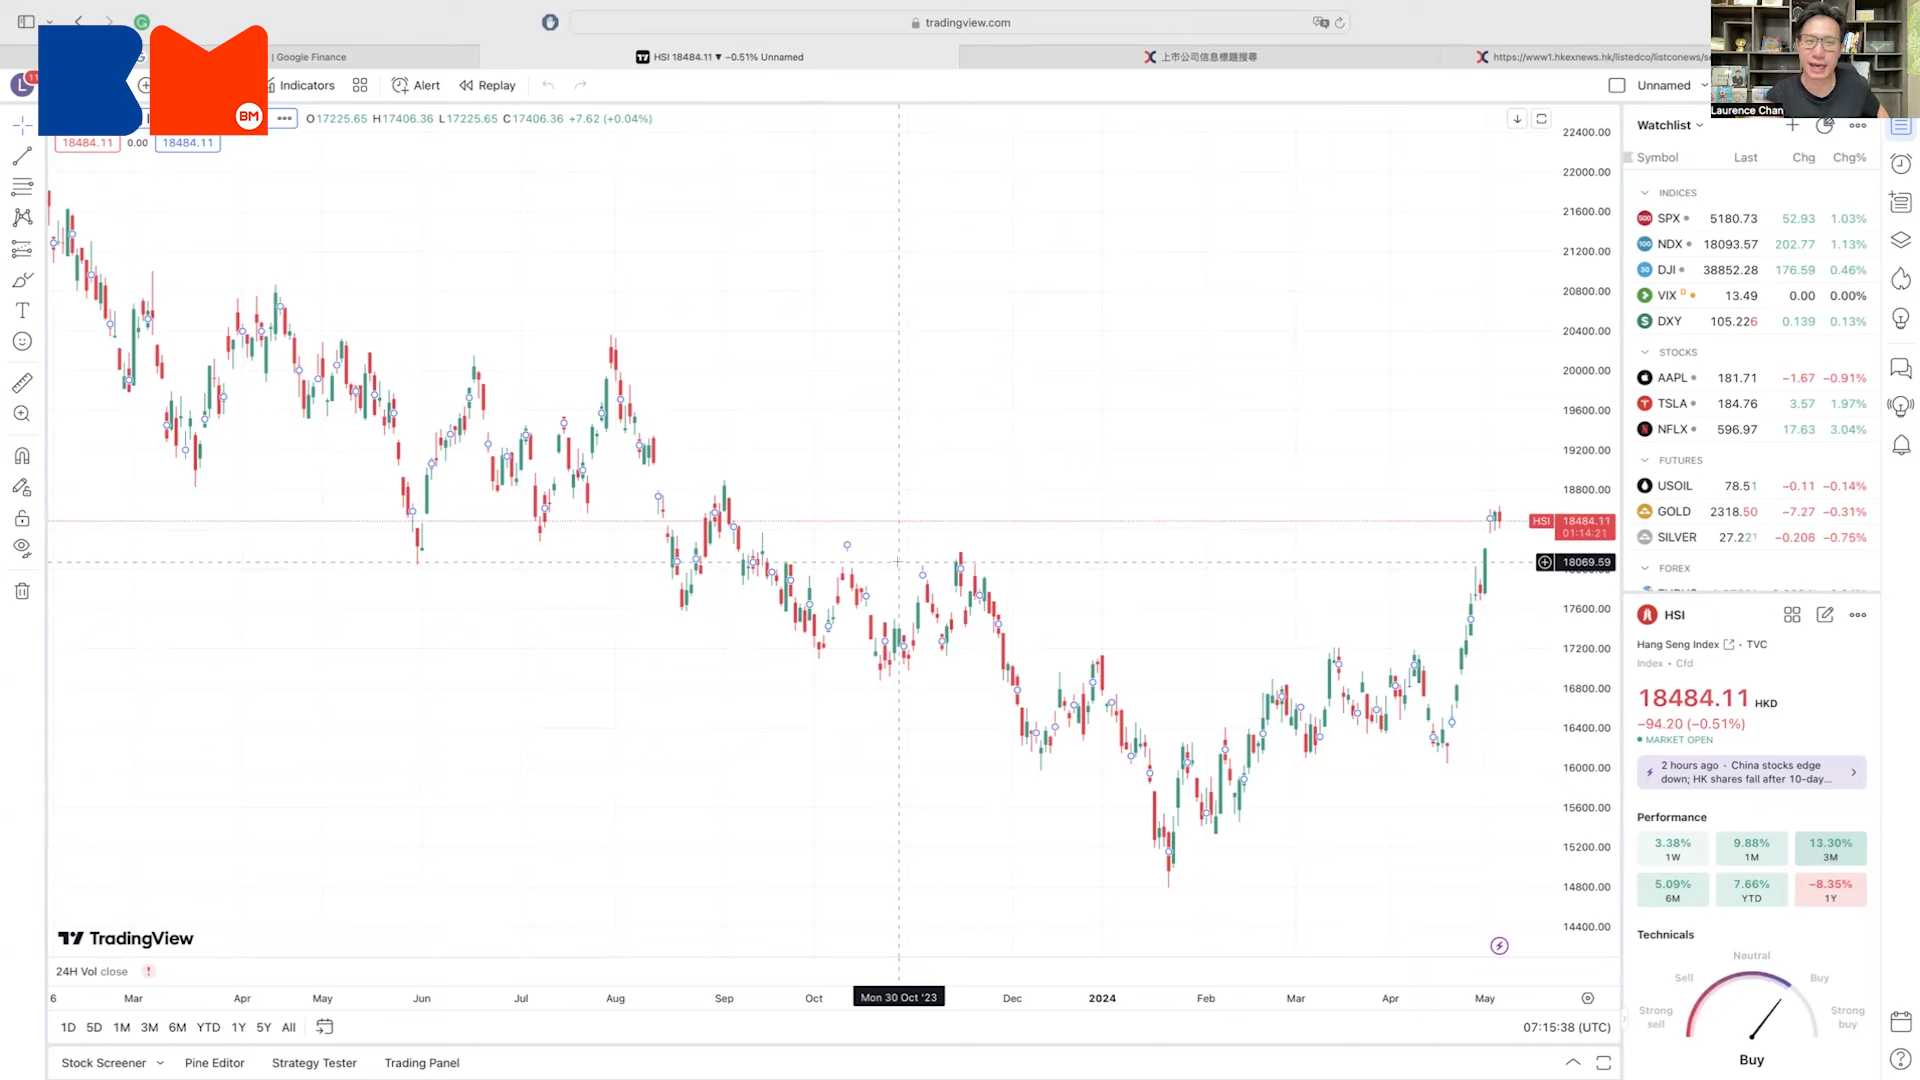 tradingview.com
| Google Finance
HSI 18484.11 ▼ −0.51% Unnamed
上市公司信息標題搜尋
https://www1.hkexnews.hk/listedco/listconews/s
L
11
BM
Indicators
Alert
Replay
Unnamed
Laurence Chan
O17225.65 H17406.36 L17225.65 C17406.36 +7.62 (+0.04%)
18484.11 0.00 18484.11
22400.00
22000.00
21600.00
21200.00
20800.00
20400.00
20000.00
19600.00
19200.00
18800.00
HSI 18484.11
01:14:21
18069.59
17600.00
17200.00
16800.00
16400.00
16000.00
15600.00
15200.00
14800.00
14400.00
TradingView
24H Vol close
6 Mar Apr May Jun Jul Aug Sep Oct Mon 30 Oct '23 Dec 2024 Feb Mar Apr May
1D 5D 1M 3M 6M YTD 1Y 5Y All
07:15:38 (UTC)
Stock Screener Pine Editor Strategy Tester Trading Panel
Watchlist
Symbol Last Chg Chg%
INDICES
500 SPX 5180.73 52.93 1.03%
100 NDX 18093.57 202.77 1.13%
30 DJI 38852.28 176.59 0.46%
VIX D 13.49 0.00 0.00%
DXY 105.226 0.139 0.13%
STOCKS
AAPL 181.71 −1.67 −0.91%
TSLA 184.76 3.57 1.97%
NFLX 596.97 17.63 3.04%
FUTURES
USOIL 78.51 −0.11 −0.14%
GOLD 2318.50 −7.27 −0.31%
SILVER 27.221 −0.206 −0.75%
FOREX
HSI
Hang Seng Index • TVC
Index • Cfd
18484.11 HKD
−94.20 (−0.51%)
MARKET OPEN
2 hours ago • China stocks edge
down; HK shares fall after 10-day...
Performance
3.38% 9.88% 13.30%
1W 1M 3M
5.09% 7.66% −8.35%
6M YTD 1Y
Technicals
Neutral
Sell Buy
Strong sell
Strong buy
Buy